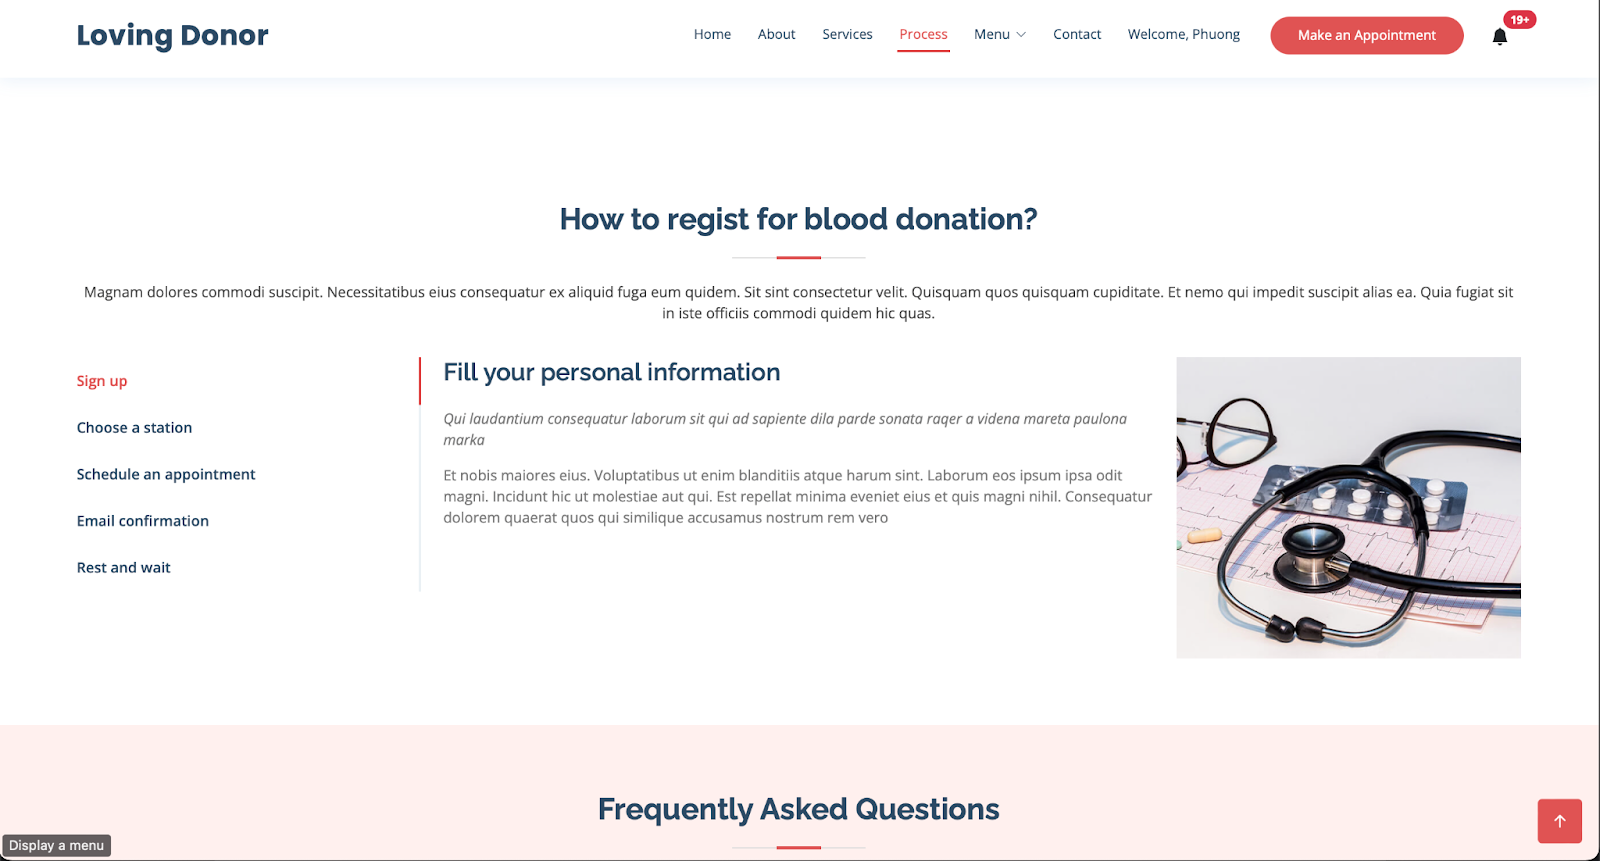 Loving Donor
Home About Services Process Menu Contact Welcome, Phuong Make an Appointment 19+
How to regist for blood donation?
Magnam dolores commodi suscipit. Necessitatibus eius consequatur ex aliquid fuga eum quidem. Sit sint consectetur velit. Quisquam quos quisquam cupiditate. Et nemo qui impedit suscipit alias ea. Quia fugiat sit
in iste officiis commodi quidem hic quas.
Sign up
Choose a station
Schedule an appointment
Email confirmation
Rest and wait
Fill your personal information
Qui laudantium consequatur laborum sit qui ad sapiente dila parde sonata raqer a videna mareta paulona
marka
Et nobis maiores eius. Voluptatibus ut enim blanditiis atque harum sint. Laborum eos ipsum ipsa odit
magni. Incidunt hic ut molestiae aut qui. Est repellat minima eveniet eius et quis magni nihil. Consequatur
dolorem quaerat quos qui similique accusamus nostrum rem vero
Frequently Asked Questions
Display a menu